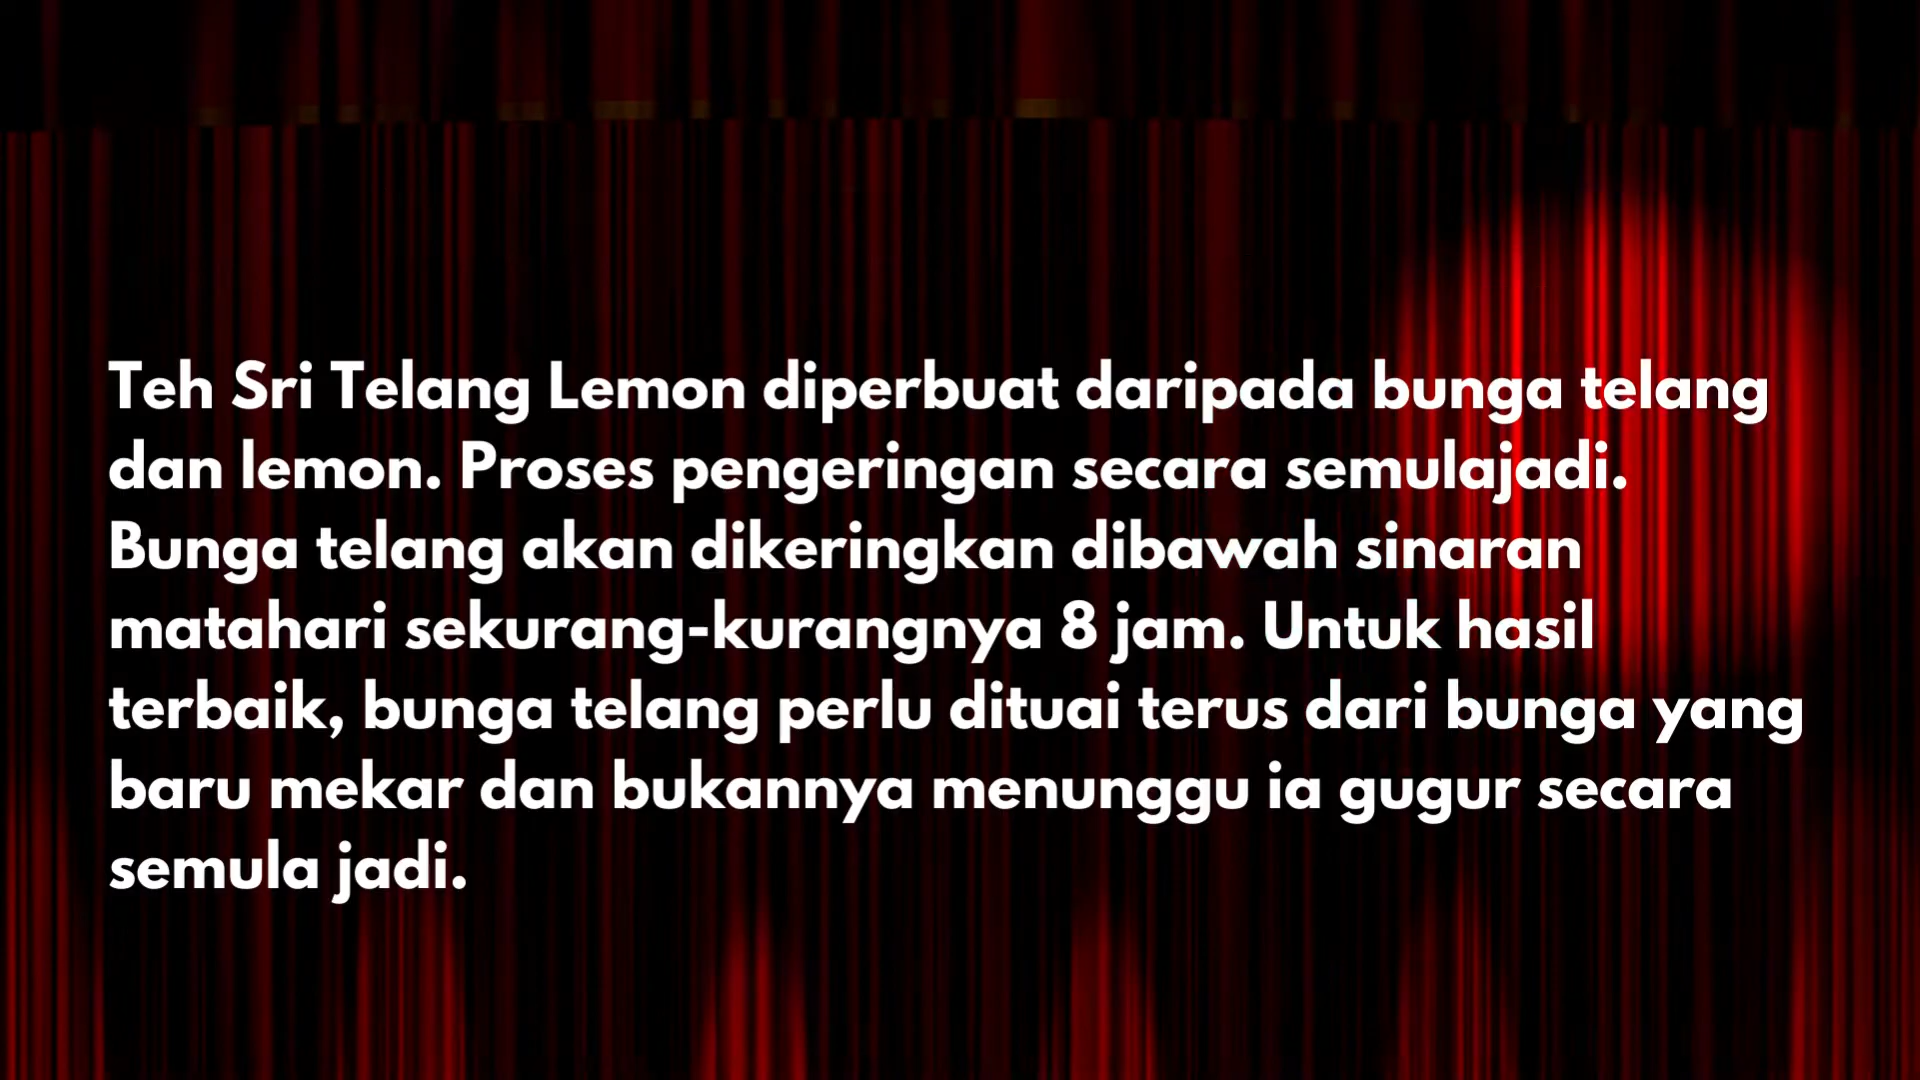 Teh Sri Telang Lemon diperbuat daripada bunga telang
dan lemon. Proses pengeringan secara semulajadi.
Bunga telang akan dikeringkan dibawah sinaran
matahari sekurang-kurangnya 8 jam. Untuk hasil
terbaik, bunga telang perlu dituai terus dari bunga yang
baru mekar dan bukannya menunggu ia gugur secara
semula jadi.